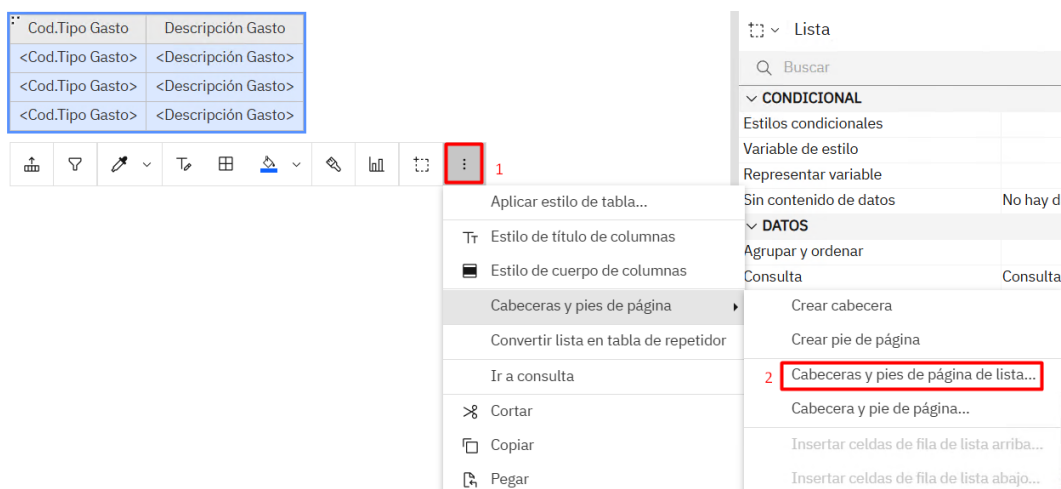 Cod.Tipo Gasto Descripción Gasto
<Cod.Tipo Gasto> <Descripción Gasto>
<Cod.Tipo Gasto> <Descripción Gasto>
<Cod.Tipo Gasto> <Descripción Gasto>
1
Aplicar estilo de tabla...
Tт Estilo de título de columnas
Estilo de cuerpo de columnas
Cabeceras y pies de página
Convertir lista en tabla de repetidor
Ir a consulta
Cortar
Copiar
Pegar
Lista
Buscar
CONDICIONAL
Estilos condicionales
Variable de estilo
Representar variable
Sin contenido de datos No hay d
DATOS
Agrupar y ordenar
Consulta Consulta
Crear cabecera
Crear pie de página
2 Cabeceras y pies de página de lista...
Cabecera y pie de página...
Insertar celdas de fila de lista arriba...
Insertar celdas de fila de lista abajo...